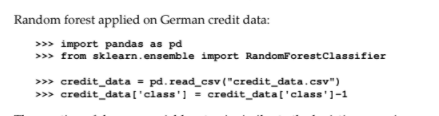 Random forest applied on German credit data:
>>> import pandas as pd
>>> from sklearn.ensemble import RandomForestClassifier
>>> credit_data = pd.read_csv("credit_data.csv")
>>> credit_data['class'] = credit_data['class']-1